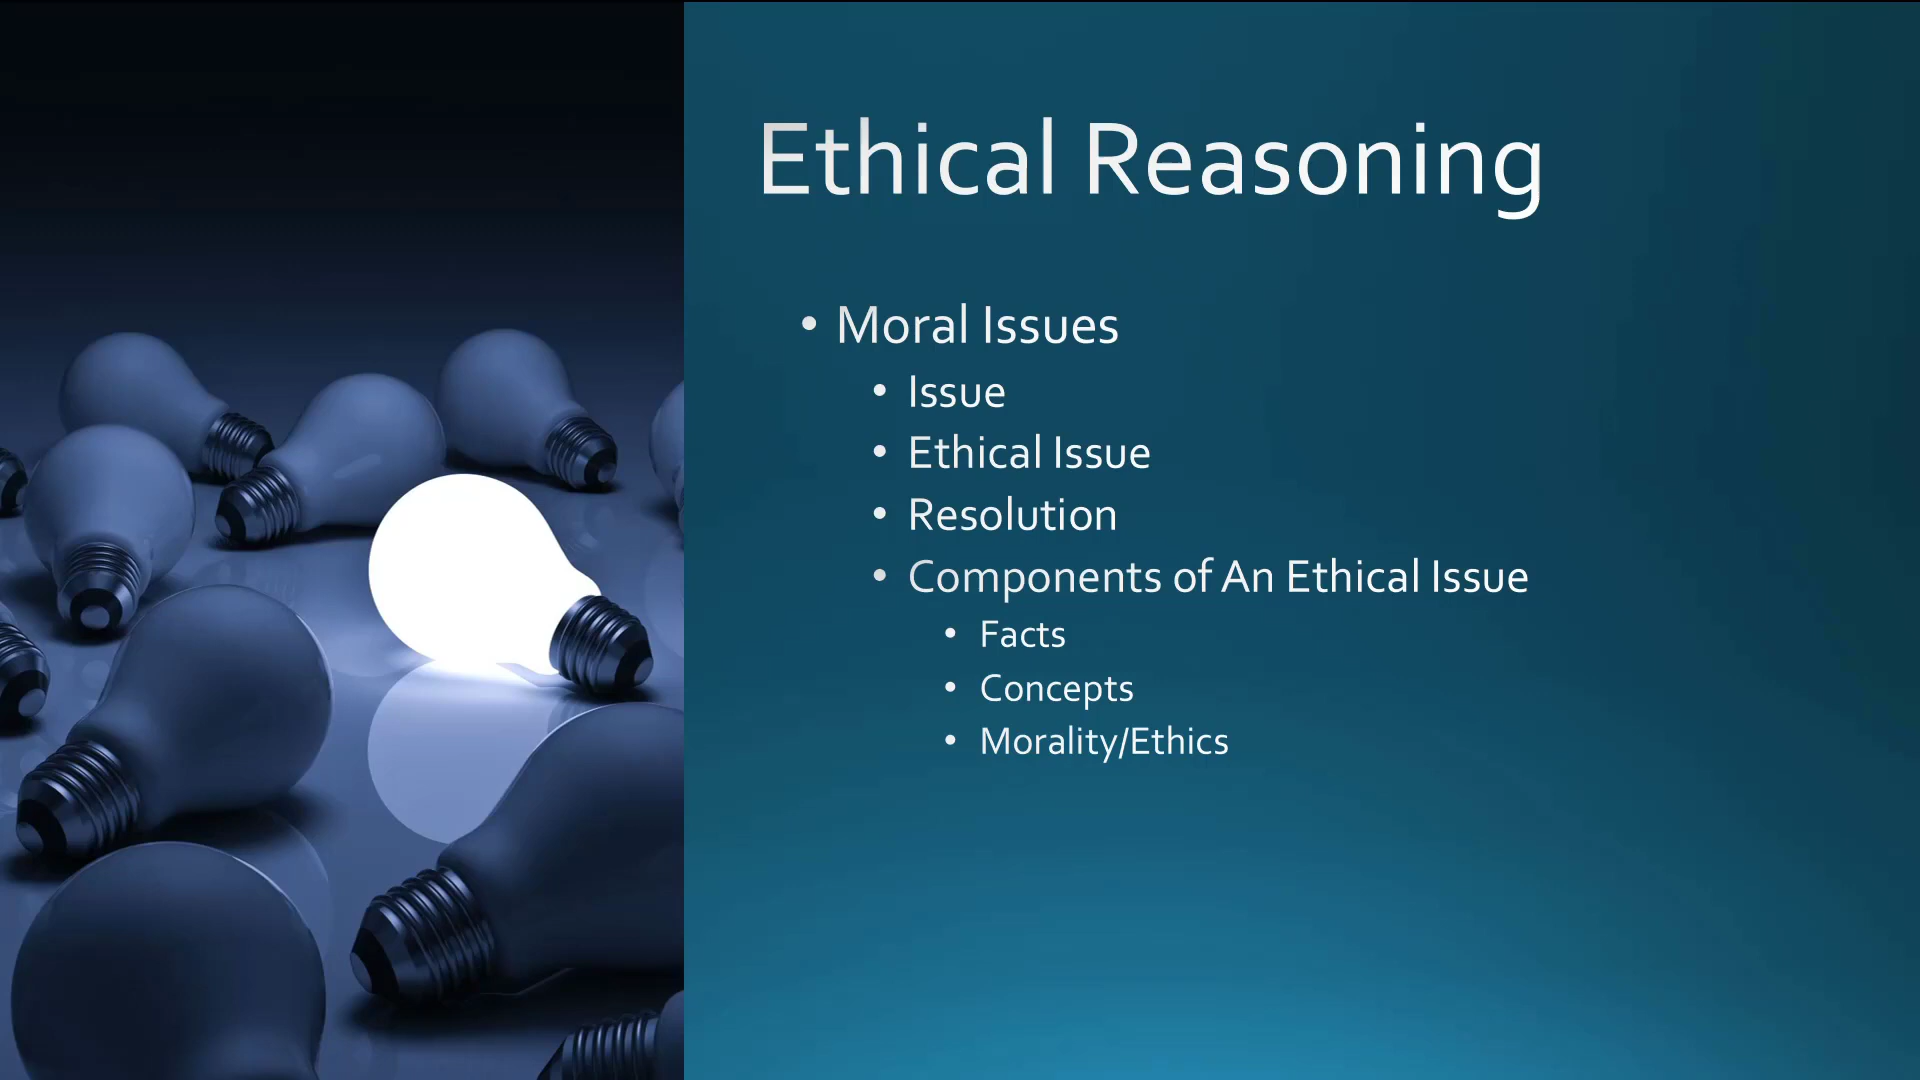 Ethical Reasoning
• Moral Issues
• Issue
• Ethical Issue
• Resolution
• Components of An Ethical Issue
• Facts
• Concepts
• Morality/Ethics